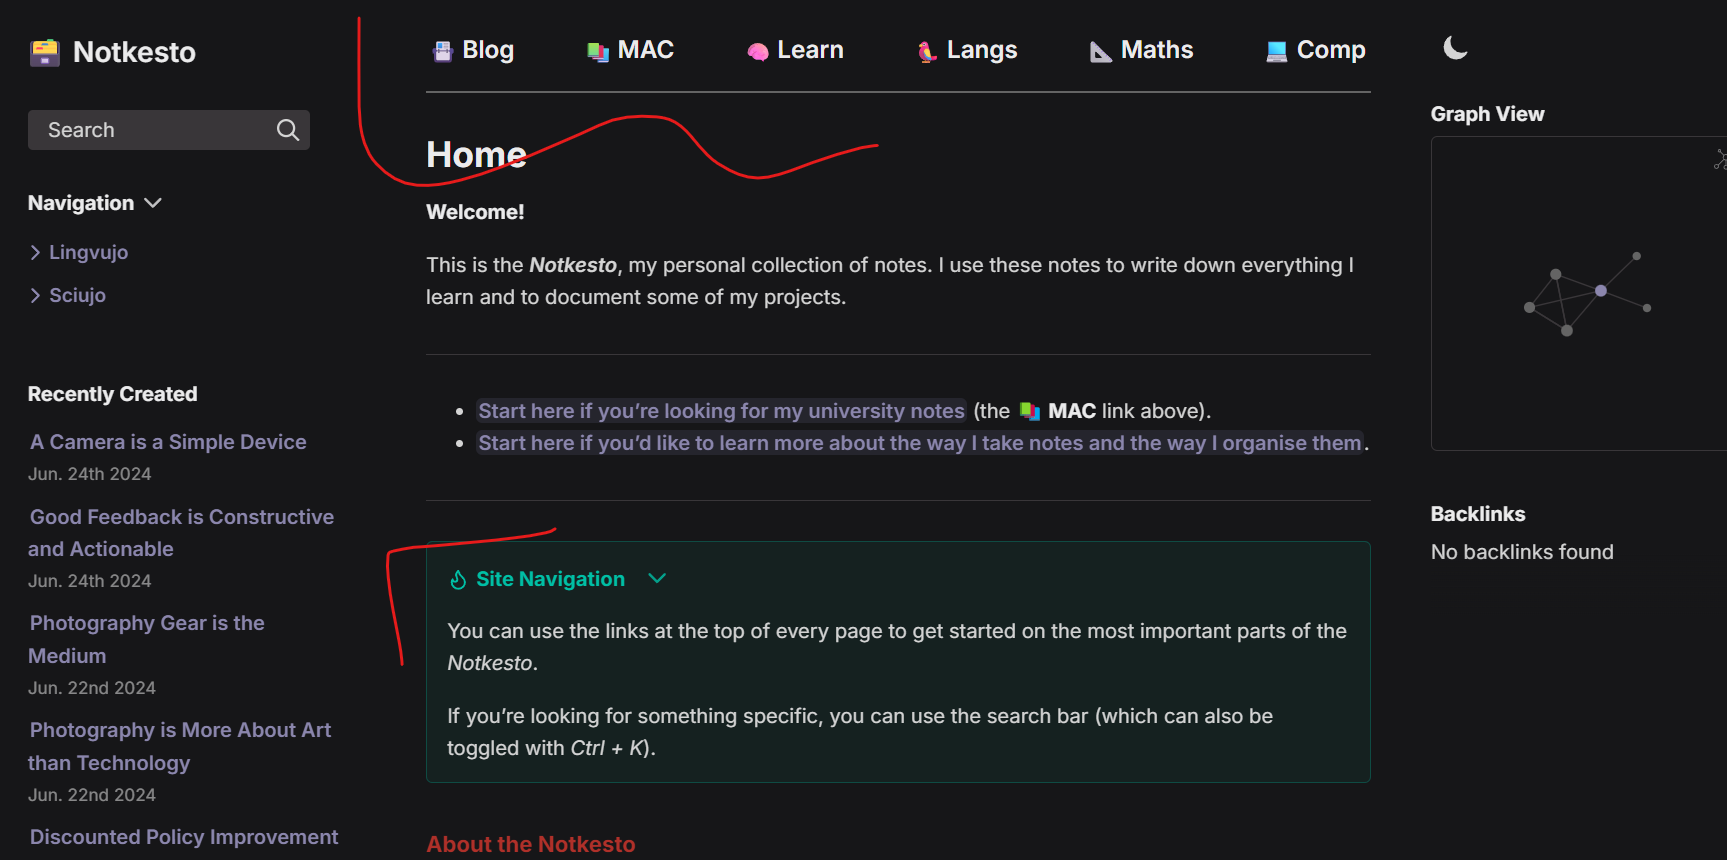 Notkesto
Blog
MAC
Learn
Langs
Maths
Comp
Search
Navigation
Lingvujo
Sciujo
Recently Created
A Camera is a Simple Device
Jun. 24th 2024
Good Feedback is Constructive
and Actionable
Jun. 24th 2024
Photography Gear is the
Medium
Jun. 22nd 2024
Photography is More About Art
than Technology
Jun. 22nd 2024
Discounted Policy Improvement
Home
Welcome!
This is the Notkesto, my personal collection of notes. I use these notes to write down everything I
learn and to document some of my projects.
Start here if you’re looking for my university notes (the MAC link above).
Start here if you’d like to learn more about the way I take notes and the way I organise them.
Site Navigation
You can use the links at the top of every page to get started on the most important parts of the
Notkesto.
If you’re looking for something specific, you can use the search bar (which can also be
toggled with Ctrl + K).
About the Notkesto
Graph View
Backlinks
No backlinks found